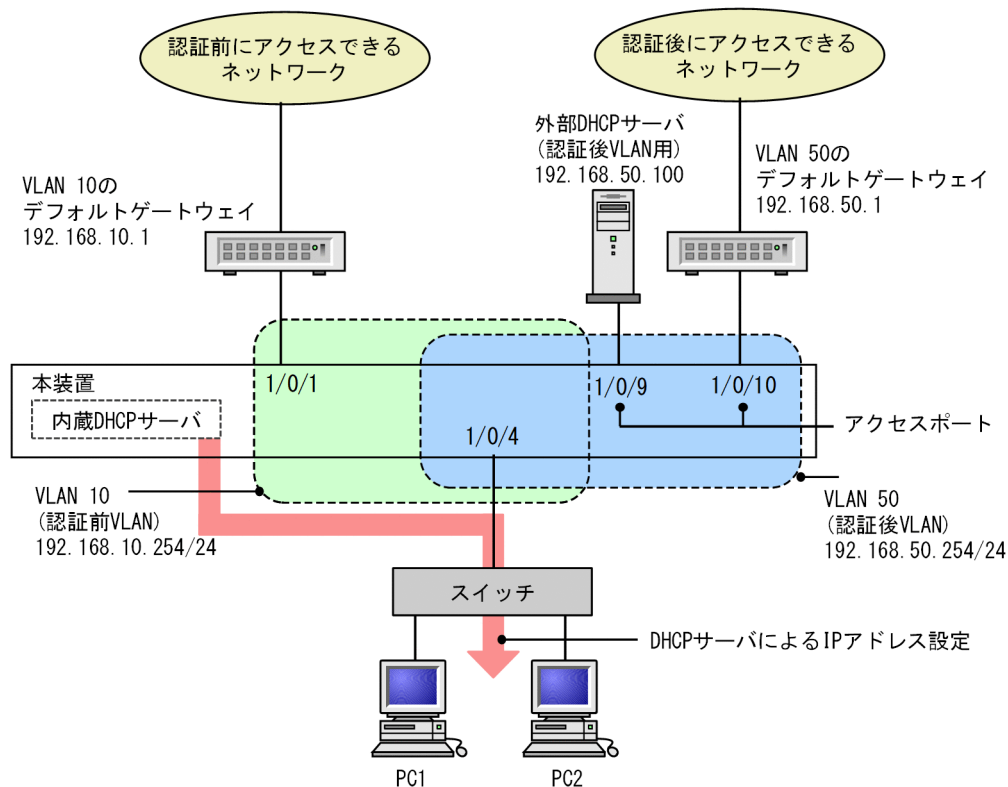 認証前にアクセスできる
ネットワーク
認証後にアクセスできる
ネットワーク
外部DHCPサーバ
(認証後VLAN用)
192.168.50.100
VLAN 50の
デフォルトゲートウェイ
192.168.50.1
VLAN 10の
デフォルトゲートウェイ
192.168.10.1
本装置
内蔵DHCPサーバ
1/0/1
1/0/9
1/0/10
1/0/4
アクセスポート
VLAN 10
(認証前VLAN)
192.168.10.254/24
VLAN 50
(認証後VLAN)
192.168.50.254/24
スイッチ
DHCPサーバによるIPアドレス設定
PC1
PC2